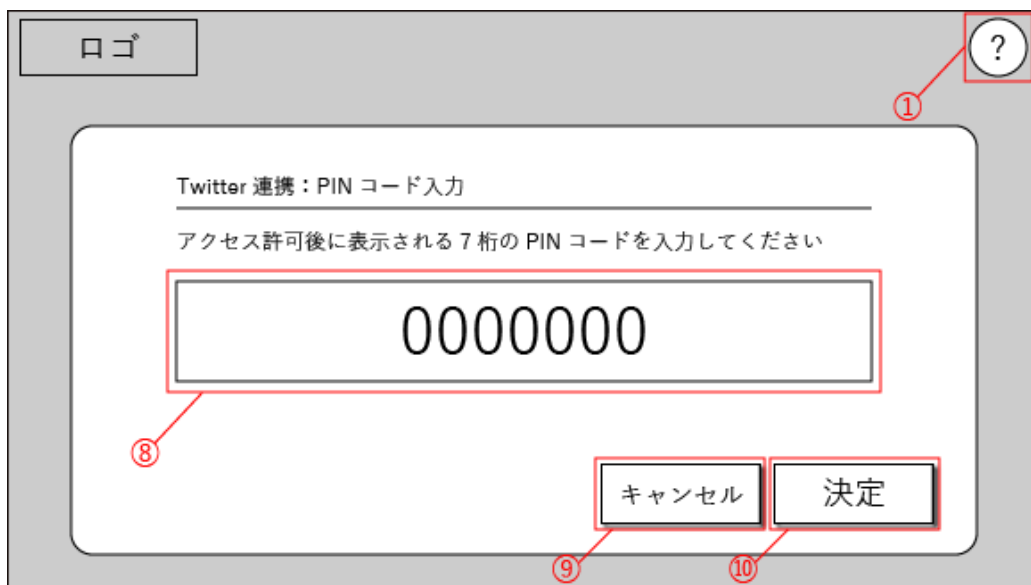 ロゴ
?
①
Twitter 連携：PIN コード入力
アクセス許可後に表示される 7 桁の PIN コードを入力してください
0000000
⑧
キャンセル
決定
⑨
⑩